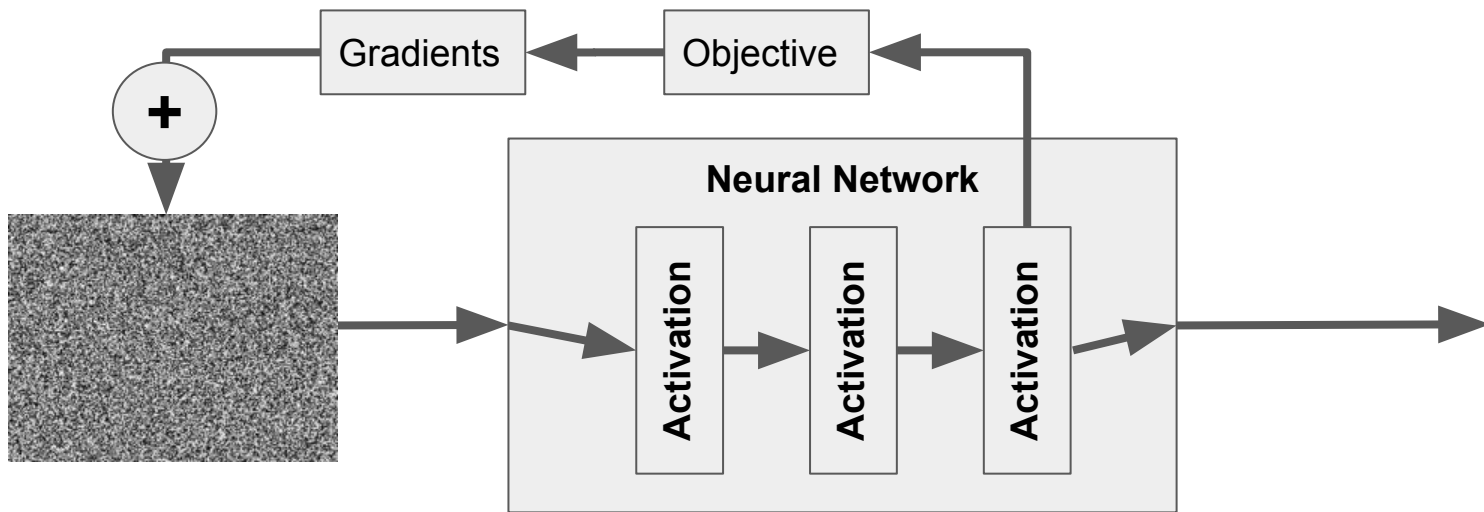 Gradients
Objective
+
Neural Network
Activation
Activation
Activation